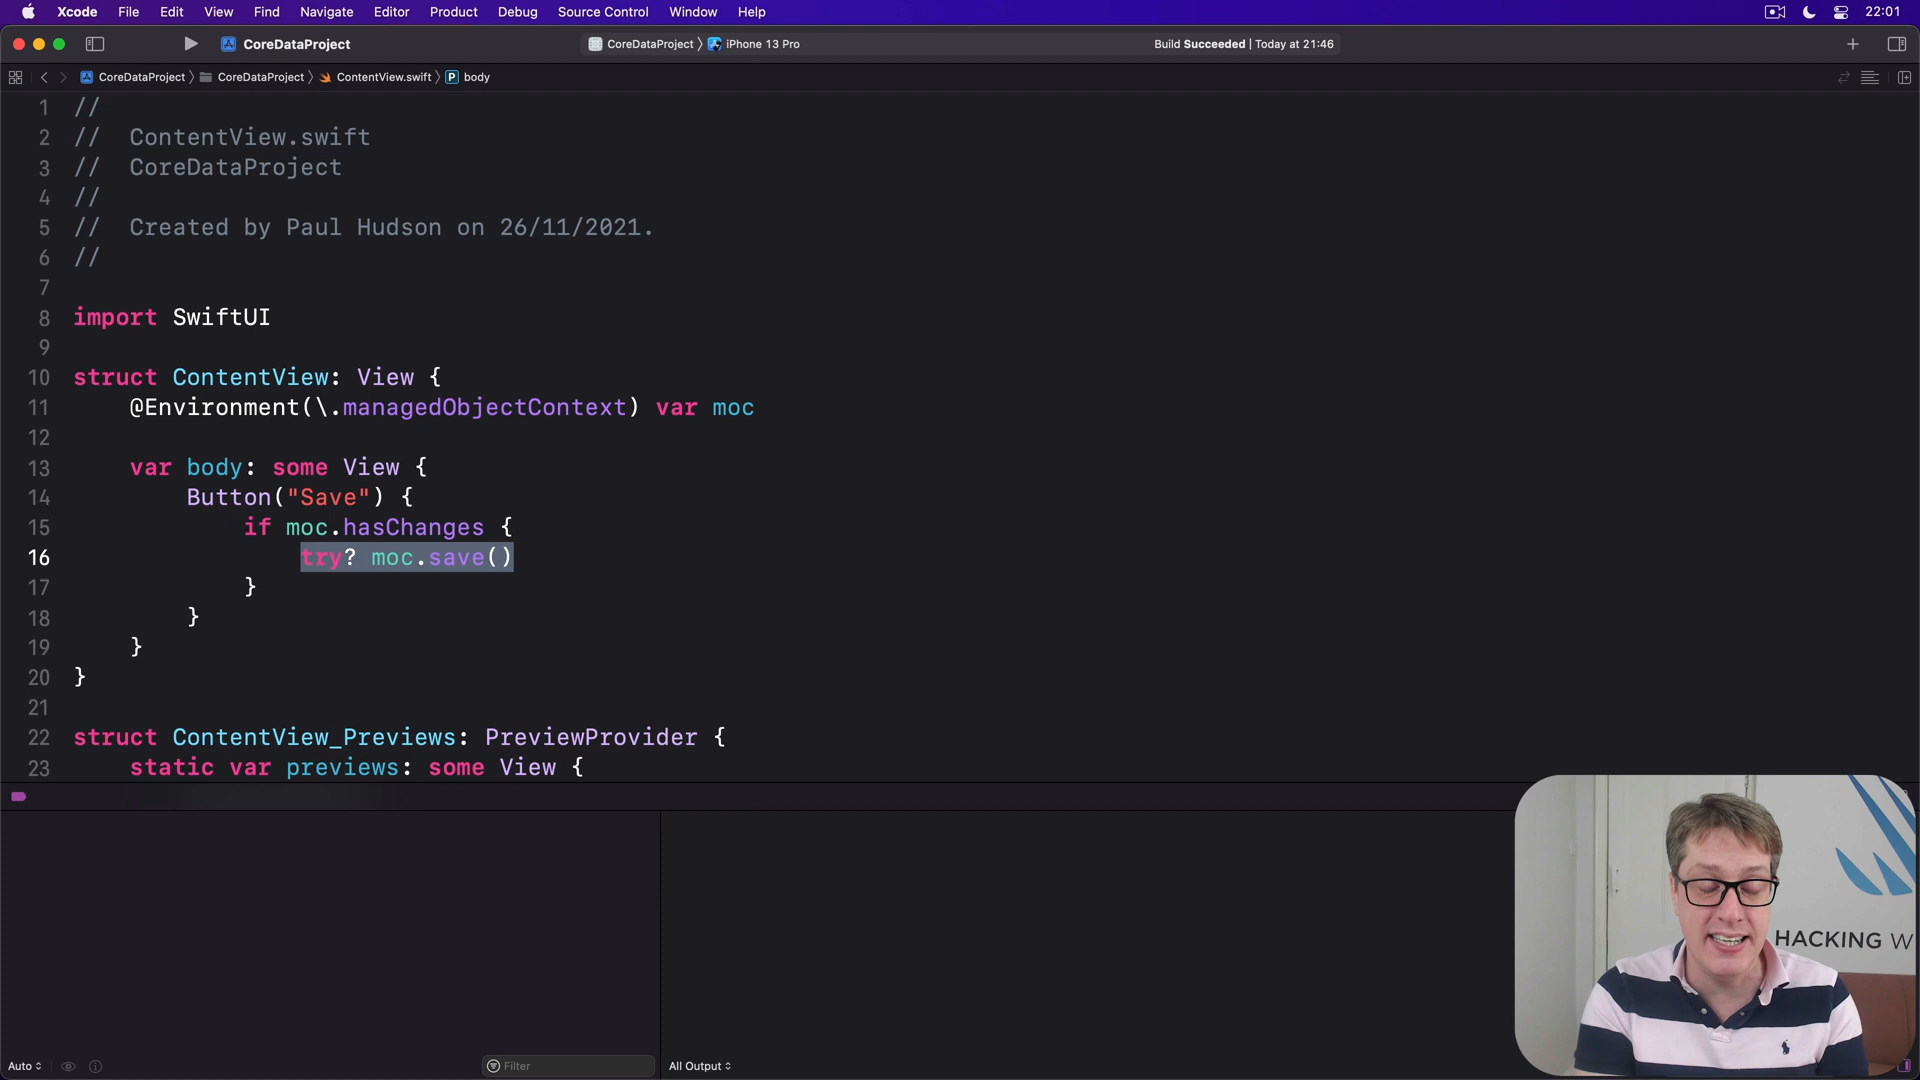 Xcode File Edit View Find Navigate Editor Product Debug Source Control Window Help 22:01
CoreDataProject CoreDataProject 〉 iPhone 13 Pro Build Succeeded | Today at 21:46
CoreDataProject 〉 CoreDataProject 〉 ContentView.swift 〉 P body
1 //
2 //  ContentView.swift
3 //  CoreDataProject
4 //
5 //  Created by Paul Hudson on 26/11/2021.
6 //
7
8 import SwiftUI
9
10 struct ContentView: View {
11     @Environment(\.managedObjectContext) var moc
12
13     var body: some View {
14         Button("Save") {
15             if moc.hasChanges {
16                 try? moc.save()
17             }
18         }
19     }
20 }
21
22 struct ContentView_Previews: PreviewProvider {
23     static var previews: some View {
HACKING W
Auto Filter All Output